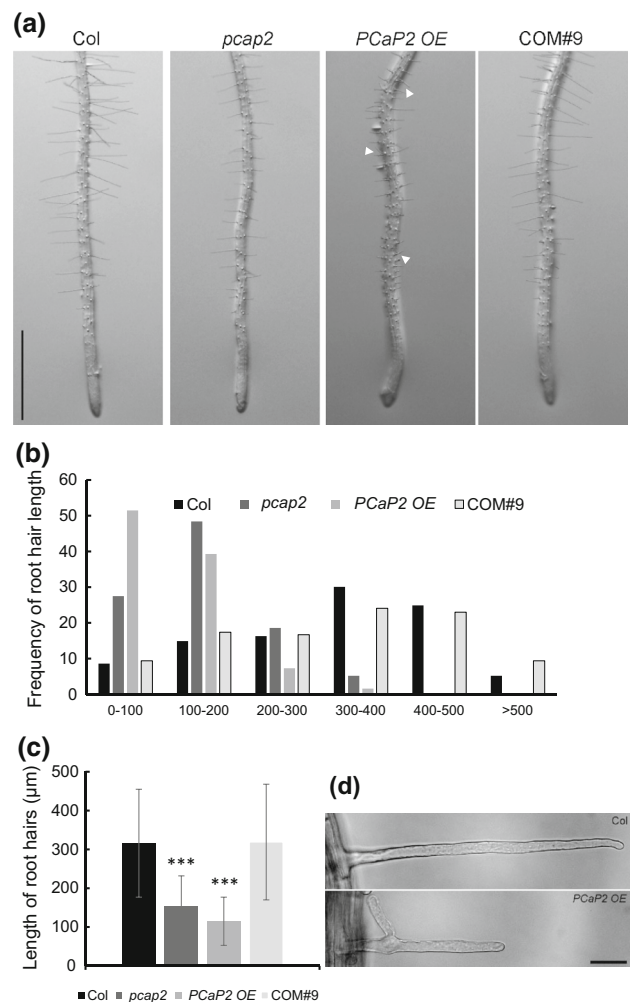 (a)
Col pcap2 PCaP2 OE COM#9
(b)
Frequency of root hair length
60
50
40
30
20
10
0
Col pcap2 PCaP2 OE COM#9
0-100 100-200 200-300 300-400 400-500 >500
(c)
Length of root hairs (µm)
500
400
300
200
100
0
*** ***
Col pcap2 PCaP2 OE COM#9
(d)
Col
PCaP2 OE